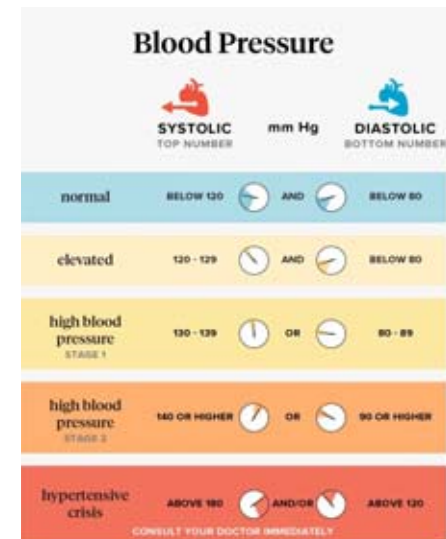 Blood Pressure
SYSTOLIC mm Hg DIASTOLIC
TOP NUMBER BOTTOM NUMBER
normal BELOW 120 AND BELOW 80
elevated 120 - 129 AND BELOW 80
high blood
pressure 130 - 139 OR 80 - 89
STAGE 1
high blood
pressure 140 OR HIGHER OR 90 OR HIGHER
STAGE 2
hypertensive
crisis ABOVE 180 AND/OR ABOVE 120
CONSULT YOUR DOCTOR IMMEDIATELY